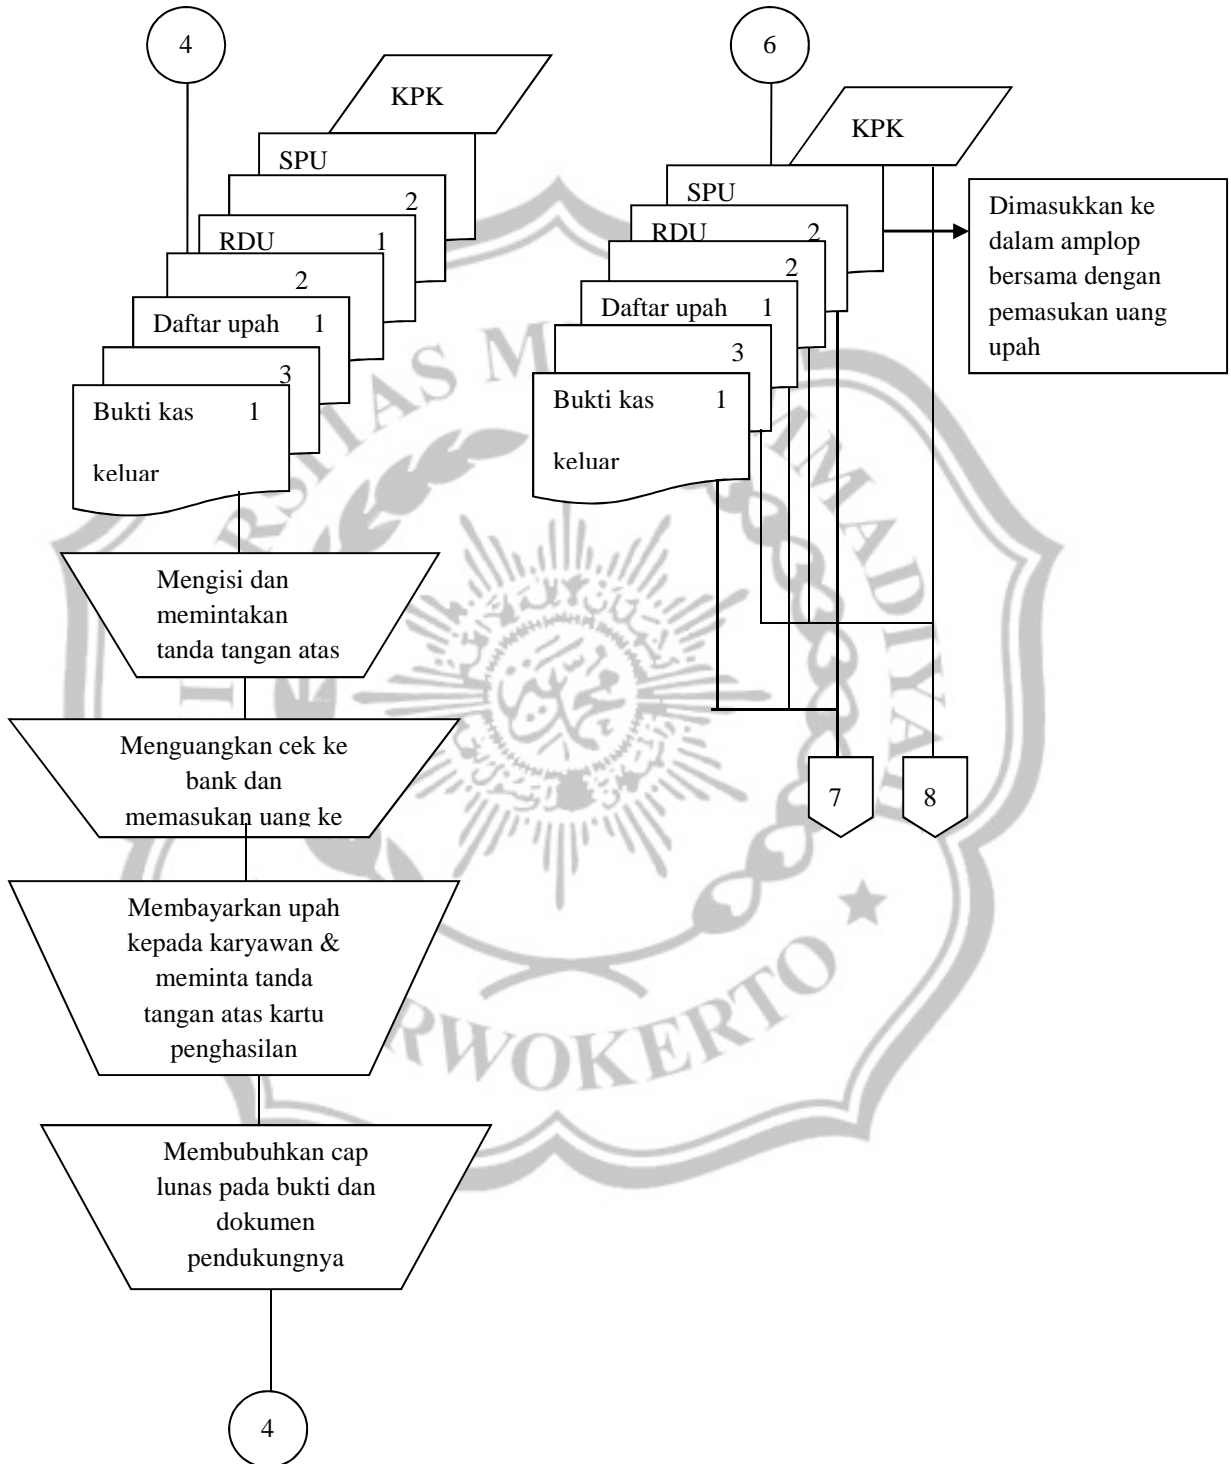 4
KPK
SPU
2
RDU 1
2
Daftar upah 1
3
Bukti kas 1
keluar
Mengisi dan
memintakan
tanda tangan atas
Menguangkan cek ke
bank dan
memasukan uang ke
Membayarkan upah
kepada karyawan &
meminta tanda
tangan atas kartu
penghasilan
Membubuhkan cap
lunas pada bukti dan
dokumen
pendukungnya
4
6
KPK
SPU
RDU 2
2
Daftar upah 1
3
Bukti kas 1
keluar
Dimasukkan ke
dalam amplop
bersama dengan
pemasukan uang
upah
7
8